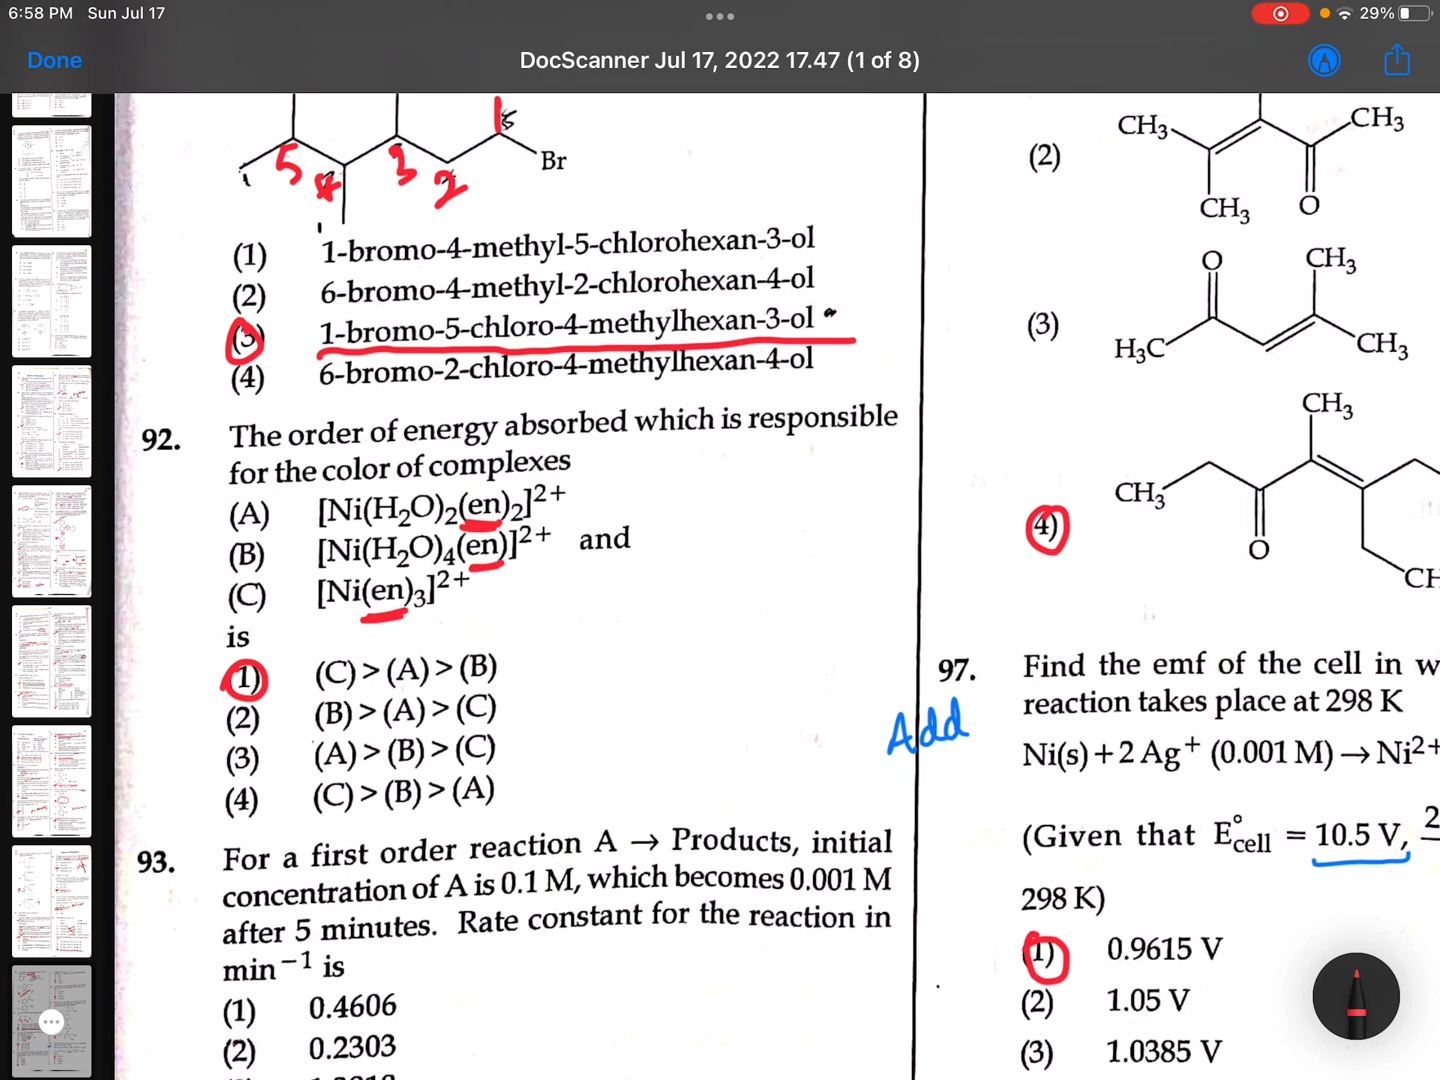 6:58 PM Sun Jul 17
29%
Done
DocScanner Jul 17, 2022 17.47 (1 of 8)
5
4
3
2
Br
(1) 1-bromo-4-methyl-5-chlorohexan-3-ol
(2) 6-bromo-4-methyl-2-chlorohexan-4-ol
(3) 1-bromo-5-chloro-4-methylhexan-3-ol
(4) 6-bromo-2-chloro-4-methylhexan-4-ol
92. The order of energy absorbed which is responsible
for the color of complexes
(A) [Ni(H₂O)₂(en)₂]²⁺
(B) [Ni(H₂O)₄(en)]²⁺ and
(C) [Ni(en)₃]²⁺
is
(1) (C) > (A) > (B)
(2) (B) > (A) > (C)
(3) (A) > (B) > (C)
(4) (C) > (B) > (A)
93. For a first order reaction A → Products, initial
concentration of A is 0.1 M, which becomes 0.001 M
after 5 minutes. Rate constant for the reaction in
min⁻¹ is
(1) 0.4606
(2) 0.2303
(2)
CH₃
CH₃
CH₃
O
(3)
O
CH₃
H₃C
CH₃
(4)
CH₃
CH₃
O
97. Find the emf of the cell in w
reaction takes place at 298 K
Add
Ni(s) + 2 Ag⁺ (0.001 M) → Ni²⁺
(Given that E°cell = 10.5 V, 2
298 K)
(1) 0.9615 V
(2) 1.05 V
(3) 1.0385 V